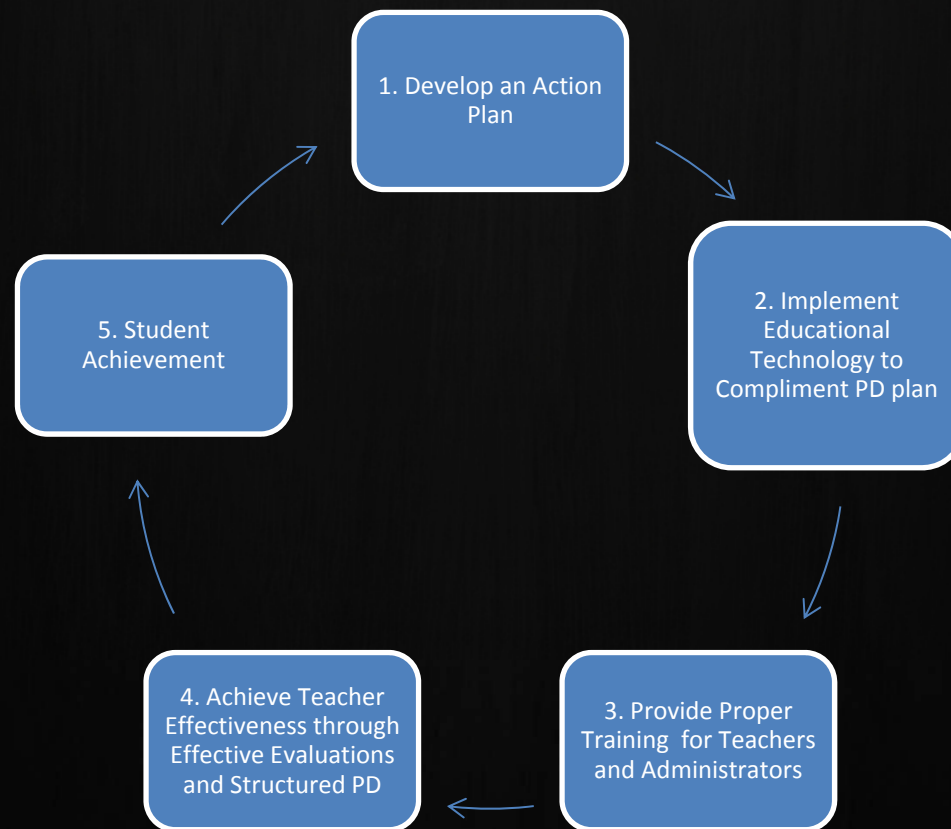 1. Develop an Action
Plan
2. Implement
Educational
Technology to
Compliment PD plan
3. Provide Proper
Training  for Teachers
and Administrators
4. Achieve Teacher
Effectiveness through
Effective Evaluations
and Structured PD
5. Student
Achievement